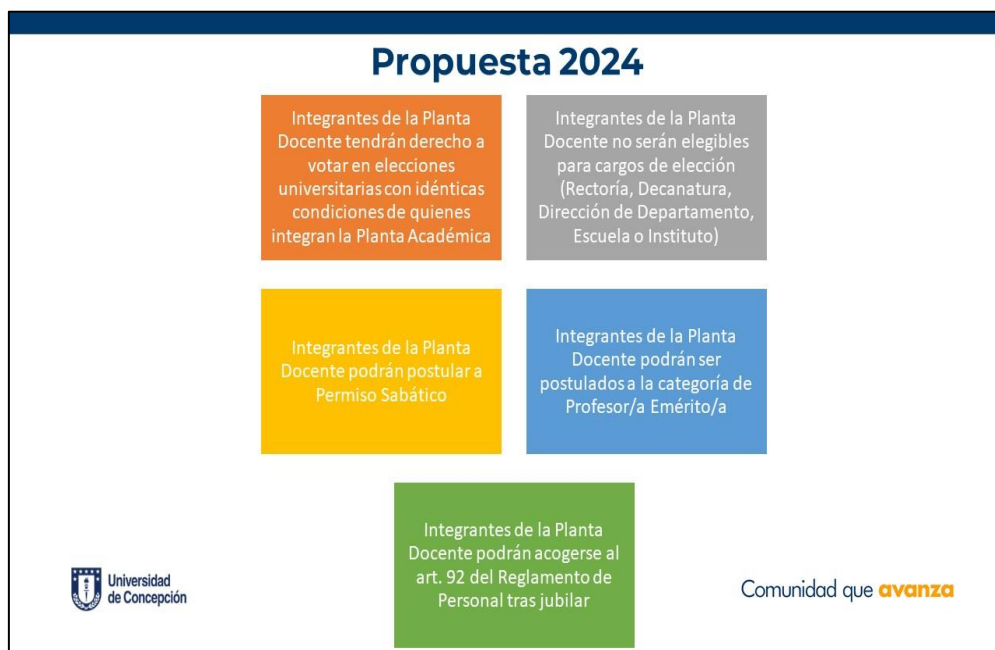 Propuesta 2024
Integrantes de la Planta
Docente tendrán derecho a
votar en elecciones
universitarias con idénticas
condiciones de quienes
integran la Planta Académica
Integrantes de la Planta
Docente no serán elegibles
para cargos de elección
(Rectoría, Decanatura,
Dirección de Departamento,
Escuela o Instituto)
Integrantes de la Planta
Docente podrán postular a
Permiso Sabático
Integrantes de la Planta
Docente podrán ser
postulados a la categoría de
Profesor/a Emérito/a
Integrantes de la Planta
Docente podrán acogerse al
art. 92 del Reglamento de
Personal tras jubilar
Universidad
de Concepción
Comunidad que avanza